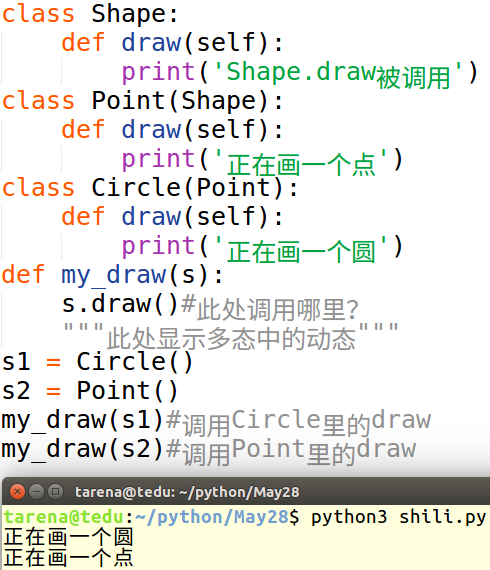 class Shape:
    def draw(self):
        print('Shape.draw被调用')
class Point(Shape):
    def draw(self):
        print('正在画一个点')
class Circle(Point):
    def draw(self):
        print('正在画一个圆')
def my_draw(s):
    s.draw()#此处调用哪里?
    """此处显示多态中的动态"""
s1 = Circle()
s2 = Point()
my_draw(s1)#调用Circle里的draw
my_draw(s2)#调用Point里的draw
tarena@tedu: ~/python/May28
tarena@tedu:~/python/May28$ python3 shili.py
正在画一个圆
正在画一个点